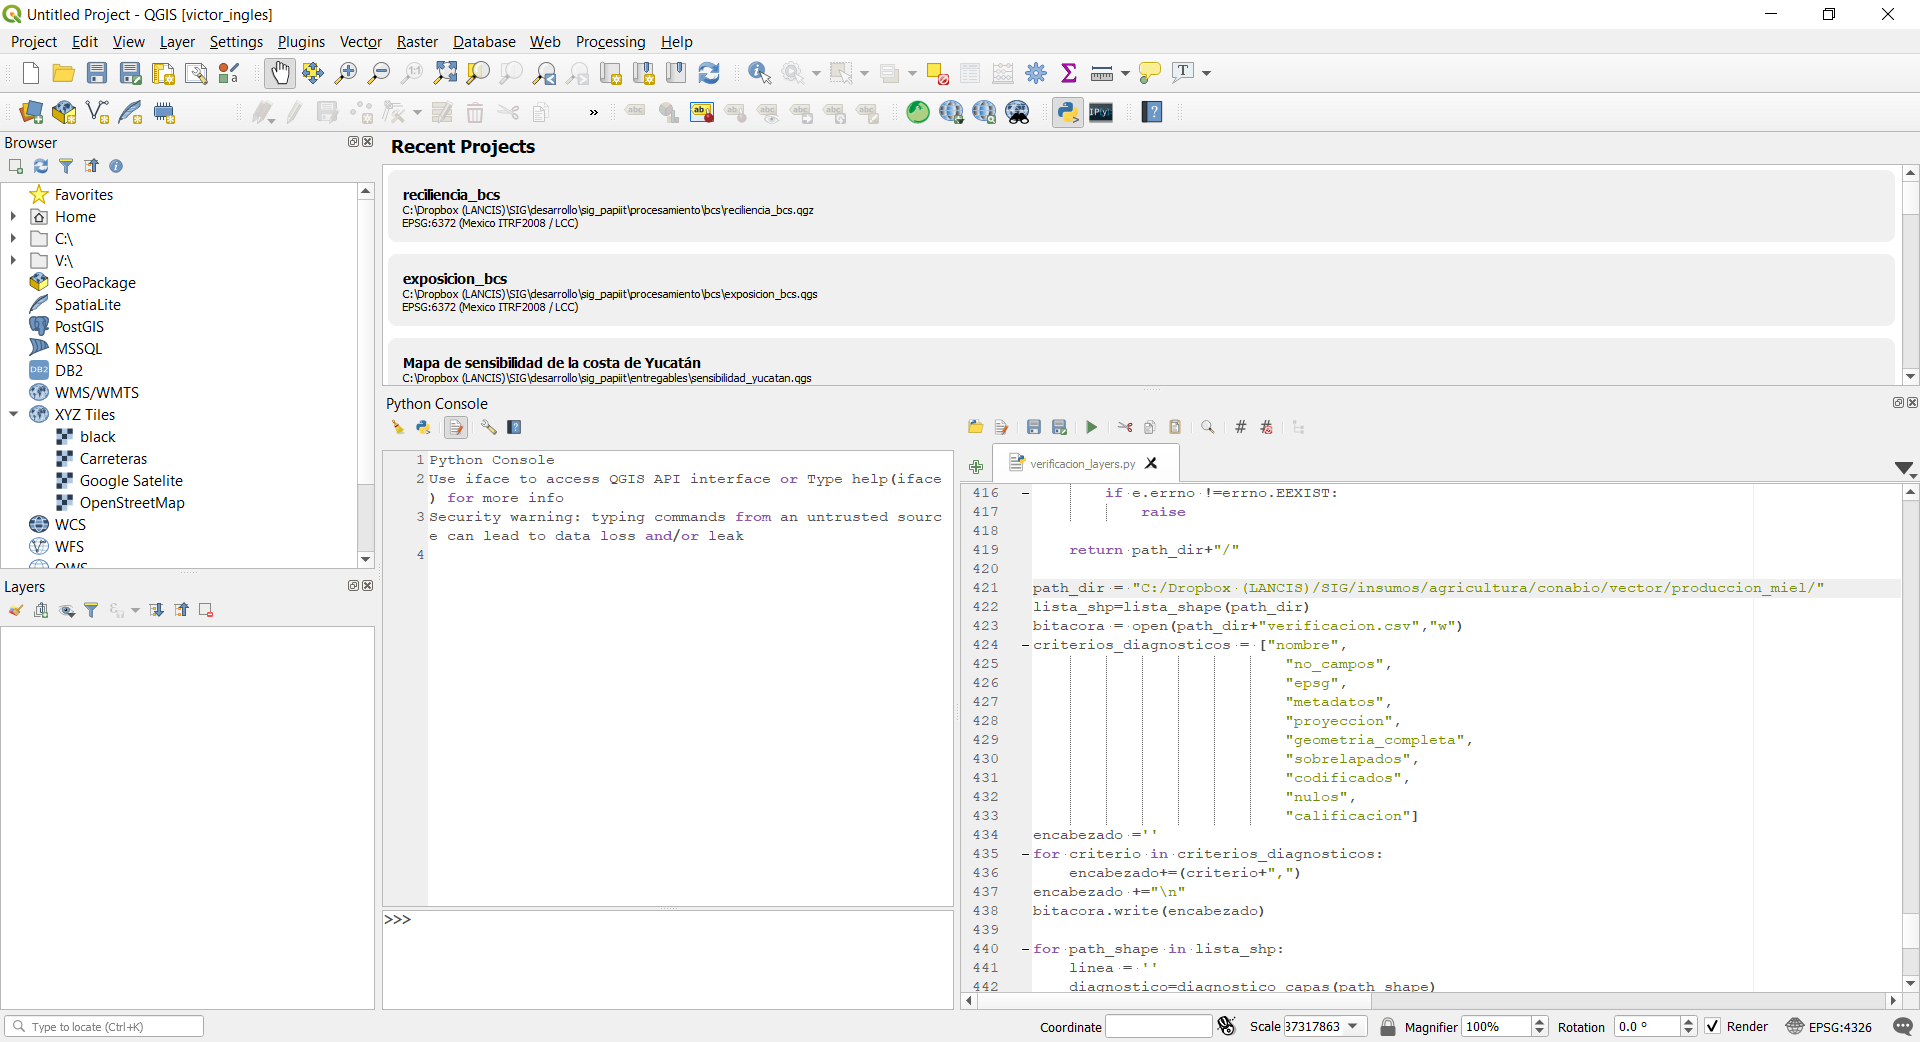 Untitled Project - QGIS [victor_ingles]
Project Edit View Layer Settings Plugins Vector Raster Database Web Processing Help
Browser
Favorites
Home
C:\
V:\
GeoPackage
SpatiaLite
PostGIS
MSSQL
DB2
WMS/WMTS
XYZ Tiles
black
Carreteras
Google Satelite
OpenStreetMap
WCS
WFS
OWS
Layers
Recent Projects
reciliencia_bcs
C:\Dropbox (LANCIS)\SIG\desarrollo\sig_papiit\procesamiento\bcs\reciliencia_bcs.qgz
EPSG:6372 (Mexico ITRF2008 / LCC)
exposicion_bcs
C:\Dropbox (LANCIS)\SIG\desarrollo\sig_papiit\procesamiento\bcs\exposicion_bcs.qgs
EPSG:6372 (Mexico ITRF2008 / LCC)
Mapa de sensibilidad de la costa de Yucatán
C:\Dropbox (LANCIS)\SIG\desarrollo\sig_papiit\entregables\sensibilidad_yucatan.qgs
Python Console
1 Python Console
2 Use iface to access QGIS API interface or Type help(iface
) for more info
3 Security warning: typing commands from an untrusted sourc
e can lead to data loss and/or leak
4
>>>
verificacion_layers.py
416 if e.errno !=errno.EEXIST:
417 raise
418
419 return path_dir+"/"
420
421 path_dir = "C:/Dropbox (LANCIS)/SIG/insumos/agricultura/conabio/vector/produccion_miel/"
422 lista_shp=lista_shape(path_dir)
423 bitacora = open(path_dir+"verificacion.csv","w")
424 criterios_diagnosticos = ["nombre",
425 "no_campos",
426 "epsg",
427 "metadatos",
428 "proyeccion",
429 "geometria_completa",
430 "sobrelapados",
431 "codificados",
432 "nulos",
433 "calificacion"]
434 encabezado =''
435 for criterio in criterios_diagnosticos:
436 encabezado+=(criterio+",")
437 encabezado +="\n"
438 bitacora.write(encabezado)
439
440 for path_shape in lista_shp:
441 linea = ''
442 diagnostico=diagnostico_capas(path_shape)
Type to locate (Ctrl+K)
Coordinate Scale 37317863 Magnifier 100% Rotation 0.0 ° Render EPSG:4326